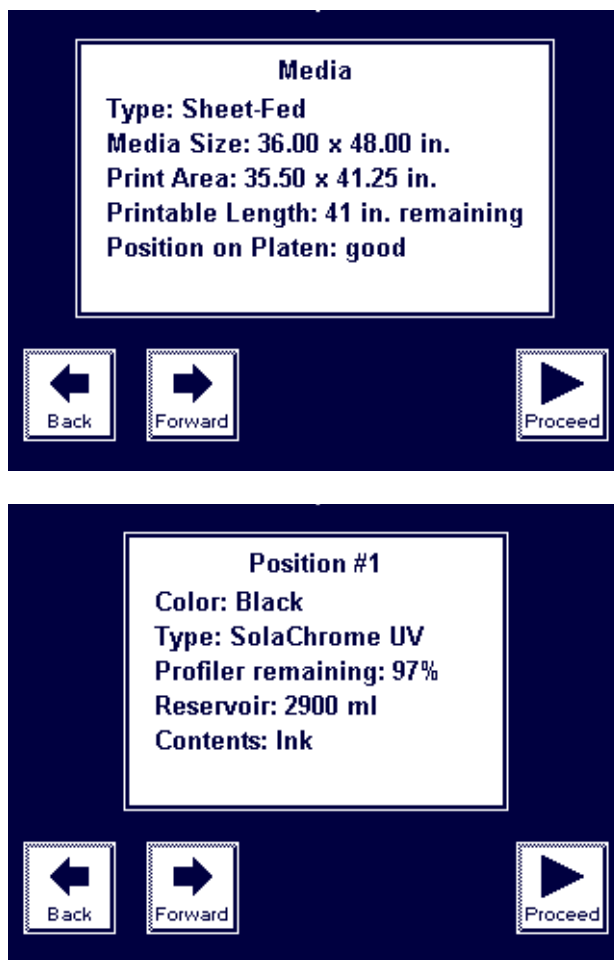 Media
Type: Sheet-Fed
Media Size: 36.00 x 48.00 in.
Print Area: 35.50 x 41.25 in.
Printable Length: 41 in. remaining
Position on Platen: good
Back
Forward
Proceed
Position #1
Color: Black
Type: SolaChrome UV
Profiler remaining: 97%
Reservoir: 2900 ml
Contents: Ink
Back
Forward
Proceed